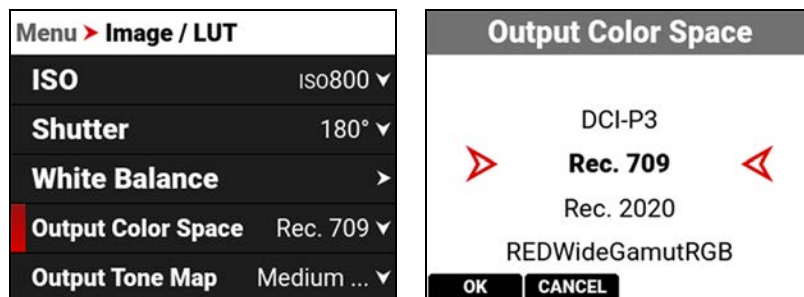 Menu > Image / LUT
ISO ISO800
Shutter 180°
White Balance
Output Color Space Rec. 709
Output Tone Map Medium ...
Output Color Space
DCI-P3
Rec. 709
Rec. 2020
REDWideGamutRGB
OK CANCEL